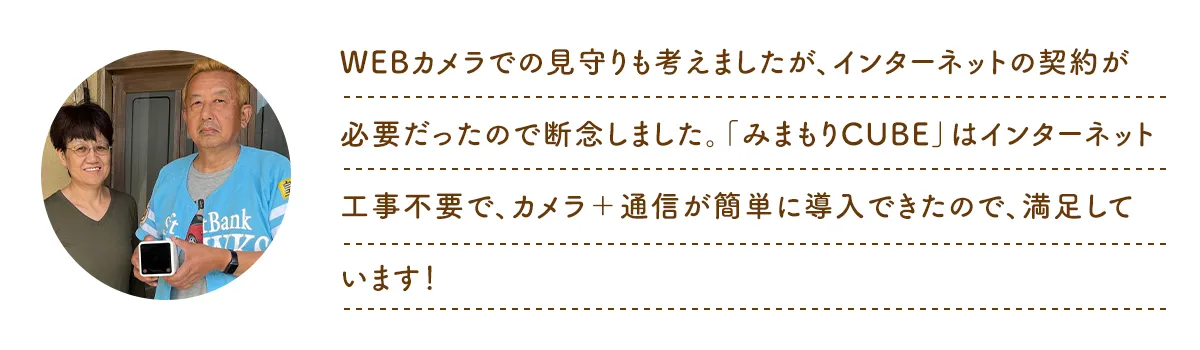 WEBカメラでの見守りも考えましたが、インターネットの契約が
必要だったので断念しました。「みまもりCUBE」はインターネット
工事不要で、カメラ＋通信が簡単に導入できたので、満足して
います！